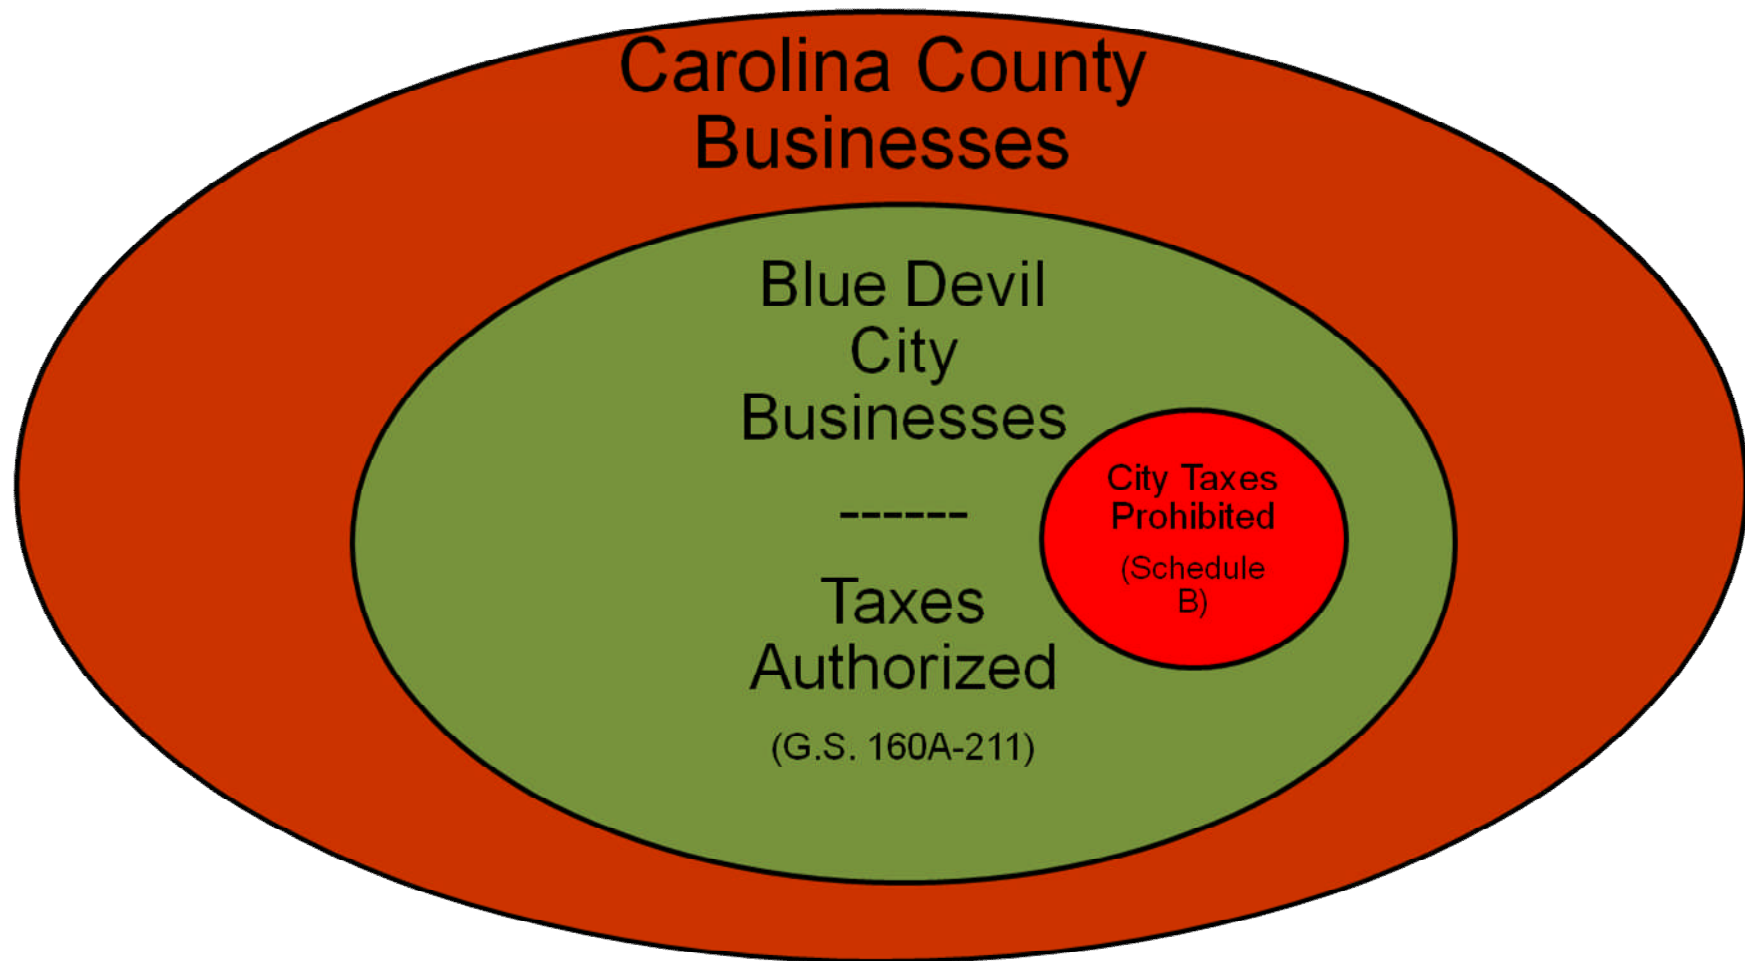 Carolina County
Businesses
Blue Devil
City
Businesses
------
Taxes
Authorized
(G.S. 160A-211)
City Taxes
Prohibited
(Schedule
B)